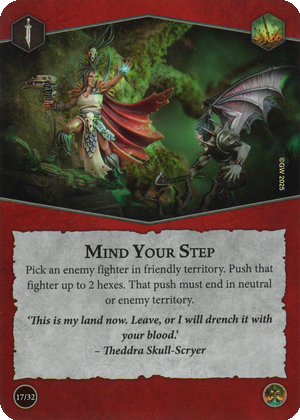 ©GW 2025
MIND YOUR STEP
Pick an enemy fighter in friendly territory. Push that
fighter up to 2 hexes. That push must end in neutral
or enemy territory.
'This is my land now. Leave, or I will drench it with
your blood.'
– Theddra Skull-Scryer
17/32